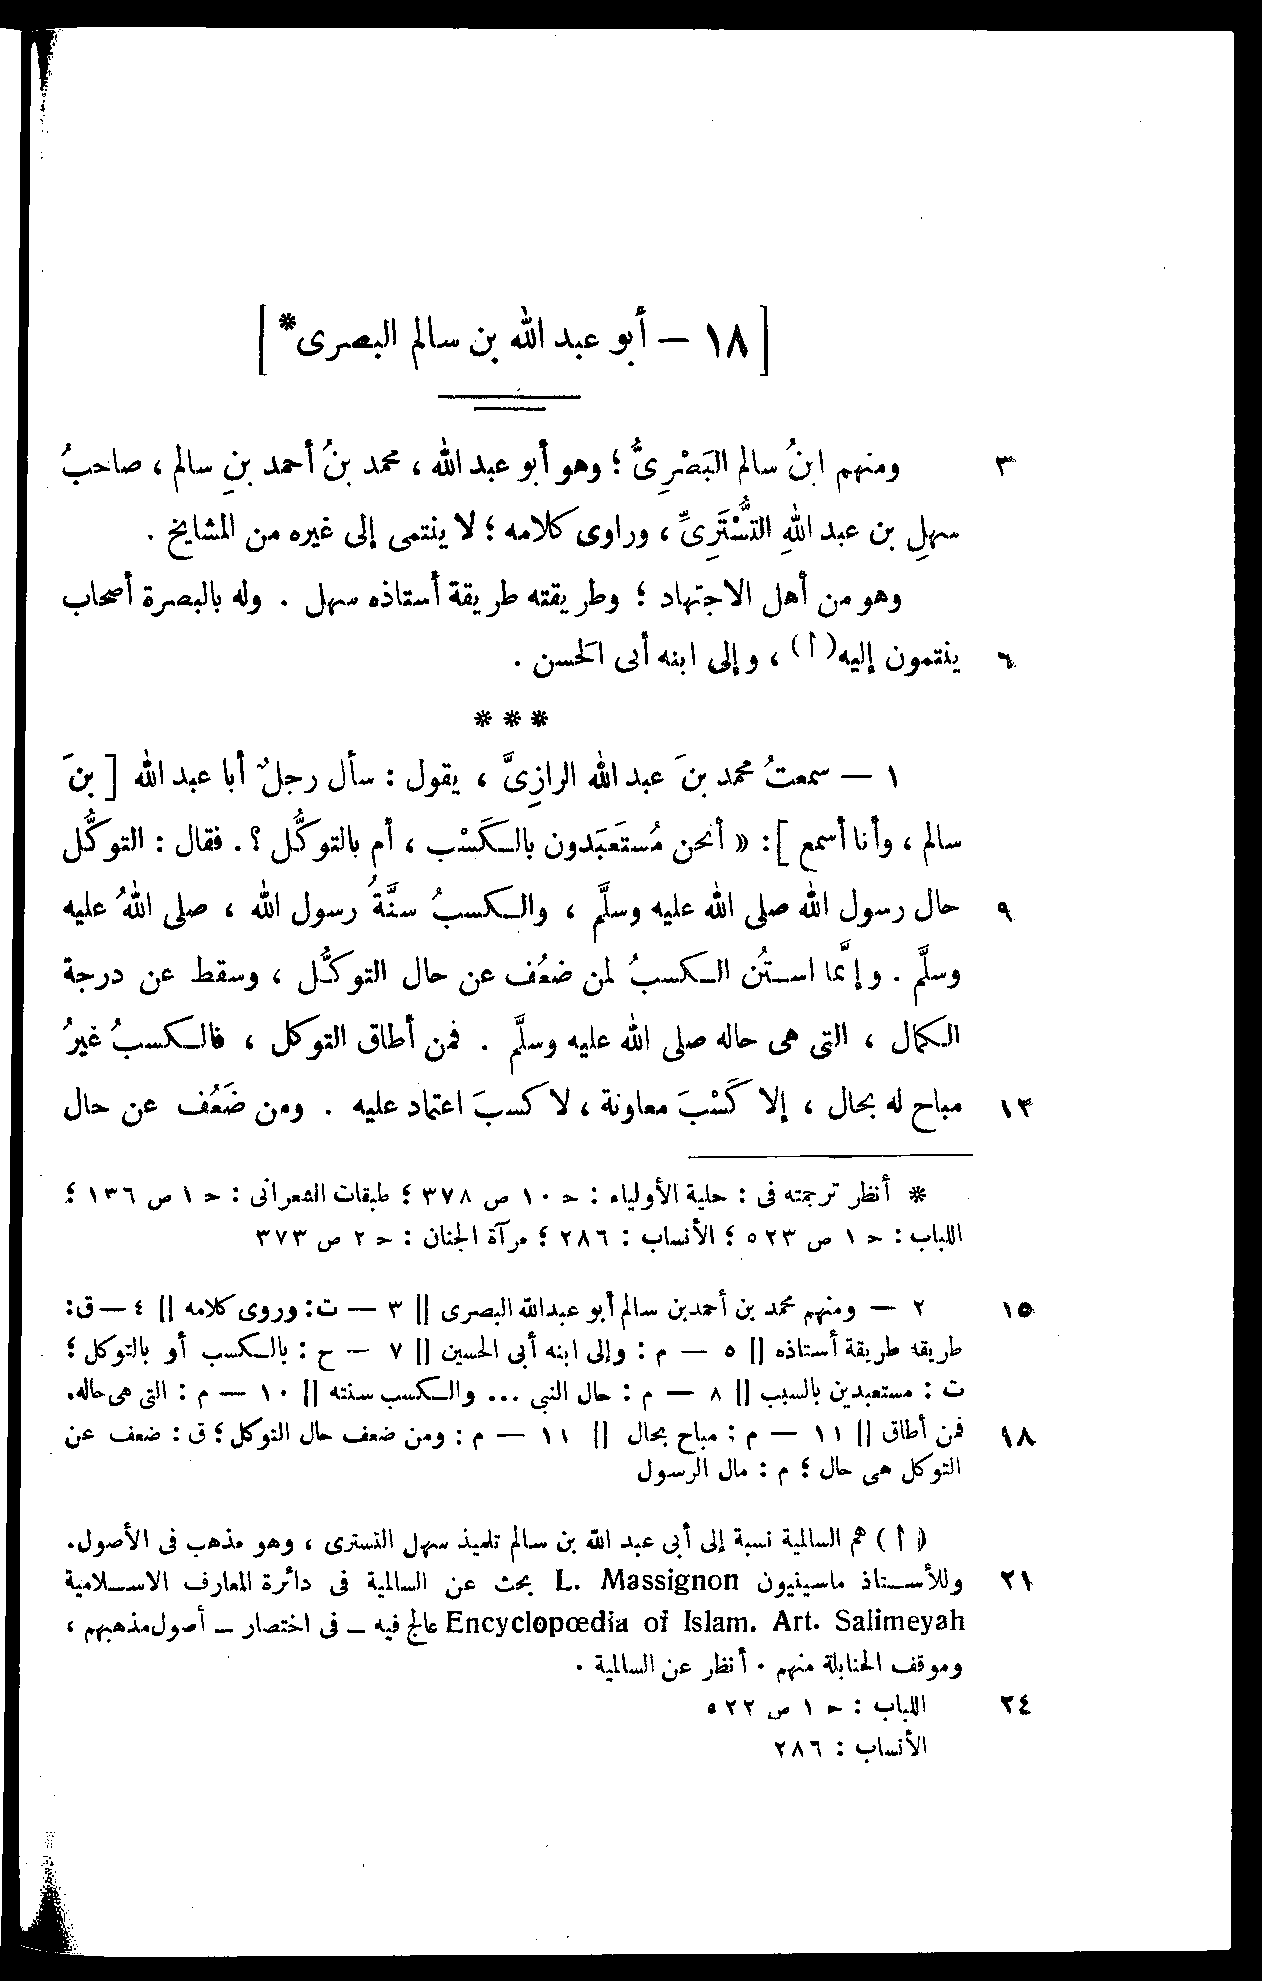 [ ١٨ — أبو عبد الله بن سالم البصرى* ]
٣ ومنهم ابنُ سالم البَصْرِىُّ ؛ وهو أبو عبد الله ، محمد بنُ أحمد بنِ سالم ، صاحبُ
سهلِ بن عبد اللهِ التُّسْتَرِىِّ ، وراوى كلامه ؛ لا ينتمى إلى غيره من المشايخ .
وهو من أهل الاجتهاد ؛ وطريقته طريقة أستاذه سهل . وله بالبصرة أصحاب
٦ ينتمون إليه(أ) ، وإلى ابنه أبى الحسن .
* * *
١ — سمعتُ محمد بنَ عبد الله الرازِىَّ ، يقول : سأل رجلٌ أبا عبد الله [ بنَ
سالم ، وأنا أسمع ] : « أنحن مُستَعبَدون بالكَسْب ، أم بالتوكُّل ؟ . فقال : التوكُّل
٩ حال رسول الله صلى الله عليه وسلَّم ، والكسبُ سنَّةُ رسول الله ، صلى اللهُ عليه
وسلَّم . وإنَّما استُن الكسبُ لمن ضعُف عن حال التوكُّل ، وسقط عن درجة
الكمال ، التى هى حاله صلى الله عليه وسلَّم . فمن أطاق التوكل ، فالكسبُ غيرُ
١٣ مباح له بحال ، إلا كَسْبَ معاونة ، لا كسبَ اعتماد عليه . ومن ضَعُف عن حال
* أنظر ترجمته فى : حلية الأولياء : ح ١٠ ص ٣٧٨ ؛ طبقات الشعرانى : ح ١ ص ١٣٦ ؛
اللباب : ح ١ ص ٥٢٣ ؛ الأنساب : ٢٨٦ ؛ مرآة الجنان : ح ٢ ص ٣٧٣
١٥ ٢ — ومنهم محمد بن أحمدبن سالم أبو عبدالله البصرى || ٣ — ت: وروى كلامه || ٤ — ق:
طريقه طريقة أستاذه || ٥ — م : وإلى ابنه أبى الحسين || ٧ — ح : بالكسب أو بالتوكل ؛
ت : مستعبدين بالسبب || ٨ — م : حال النبي ... والكسب سنته || ١٠ — م : التى هى حاله.
١٨ فمن أطاق || ١١ — م : مباح بحال || ١١ — م : ومن ضعف حال التوكل ؛ ق : ضعف عن
التوكل هى حال ؛ م : مال الرسول
(أ) هم السالمية نسبة إلى أبى عبد الله بن سالم تلميذ سهل التسترى ، وهو مذهب فى الأصول.
٢١ وللأستاذ ماسينيون L. Massignon بحث عن السالمية فى دائرة المعارف الاسلامية
Encyclopœdia of Islam. Art. Salimeyah عالج فيه — فى اختصار — أصول مذهبهم ،
وموقف الحنابلة منهم . أنظر عن السالمية .
٢٤ اللباب : ح ١ ص ٥٢٢
الأنساب : ٢٨٦